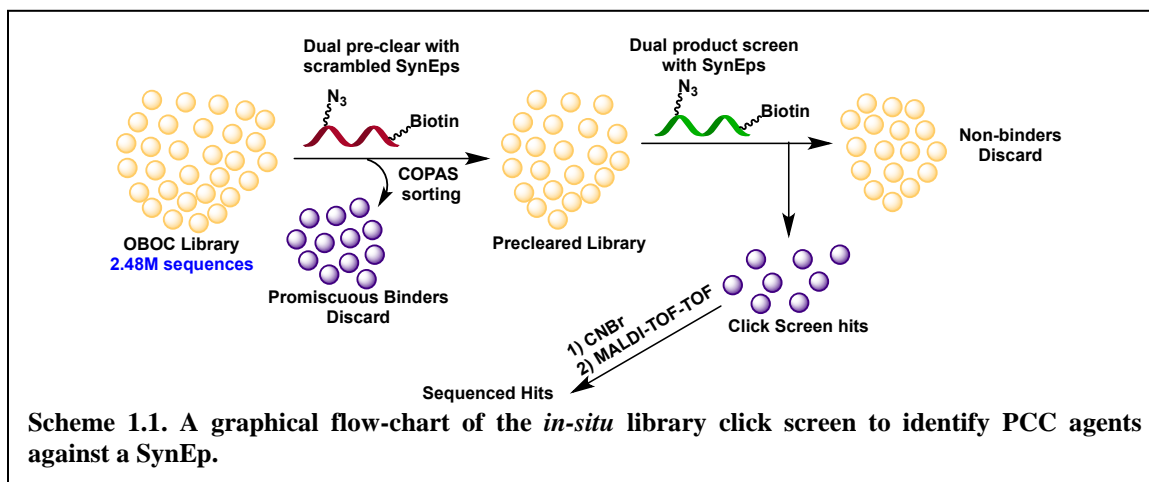 Dual pre-clear with
scrambled SynEps
N3
Biotin
COPAS
sorting
OBOC Library
2.48M sequences
Promiscuous Binders
Discard
Precleared Library
Dual product screen
with SynEps
N3
Biotin
Non-binders
Discard
Click Screen hits
1) CNBr
2) MALDI-TOF-TOF
Sequenced Hits
Scheme 1.1. A graphical flow-chart of the in-situ library click screen to identify PCC agents
against a SynEp.